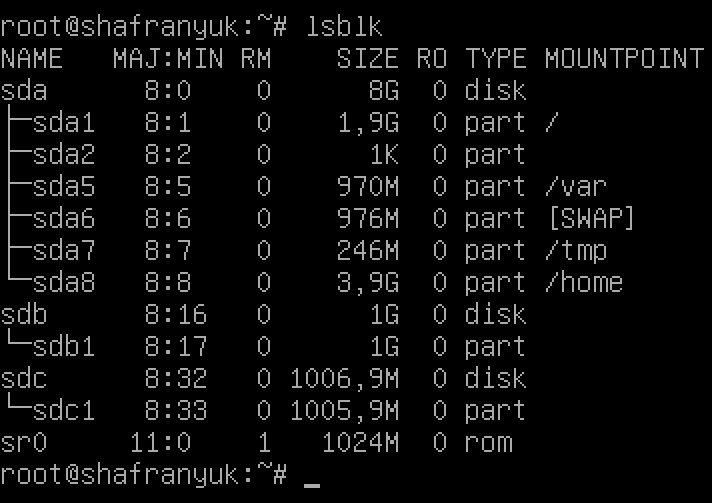 root@shafranyuk:~# lsblk
NAME   MAJ:MIN RM    SIZE RO TYPE MOUNTPOINT
sda      8:0    0      8G  0 disk
├─sda1   8:1    0    1,9G  0 part /
├─sda2   8:2    0      1K  0 part
├─sda5   8:5    0    970M  0 part /var
├─sda6   8:6    0    976M  0 part [SWAP]
├─sda7   8:7    0    246M  0 part /tmp
└─sda8   8:8    0    3,9G  0 part /home
sdb      8:16   0      1G  0 disk
└─sdb1   8:17   0      1G  0 part
sdc      8:32   0 1006,9M  0 disk
└─sdc1   8:33   0 1005,9M  0 part
sr0     11:0    1   1024M  0 rom
root@shafranyuk:~# _